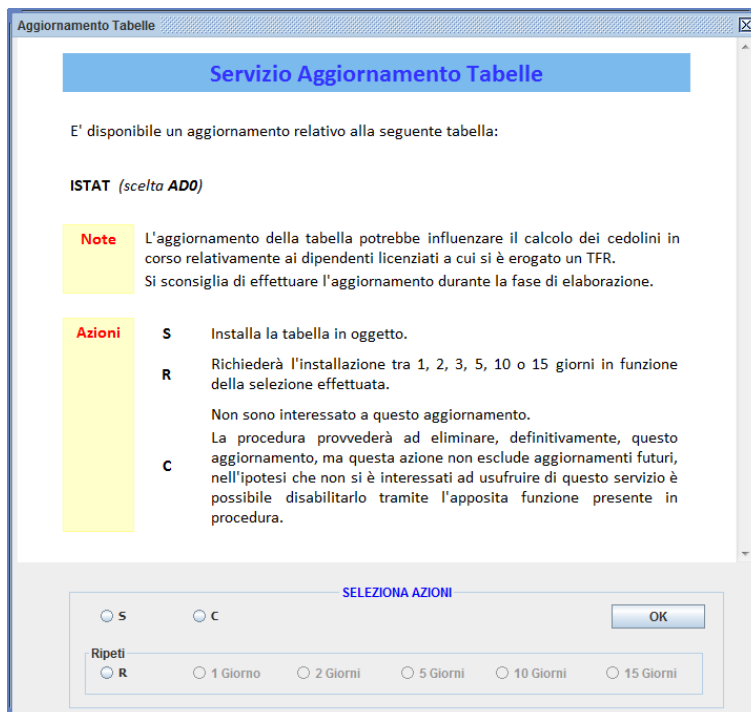 Aggiornamento Tabelle
Servizio Aggiornamento Tabelle
E' disponibile un aggiornamento relativo alla seguente tabella:
ISTAT (scelta AD0)
Note
L'aggiornamento della tabella potrebbe influenzare il calcolo dei cedolini in
corso relativamente ai dipendenti licenziati a cui si è erogato un TFR.
Si sconsiglia di effettuare l'aggiornamento durante la fase di elaborazione.
Azioni
S Installa la tabella in oggetto.
R Richiederà l'installazione tra 1, 2, 3, 5, 10 o 15 giorni in funzione
della selezione effettuata.
Non sono interessato a questo aggiornamento.
C La procedura provvederà ad eliminare, definitivamente, questo
aggiornamento, ma questa azione non esclude aggiornamenti futuri,
nell'ipotesi che non si è interessati ad usufruire di questo servizio è
possibile disabilitarlo tramite l'apposita funzione presente in
procedura.
SELEZIONA AZIONI
S C OK
Ripeti
R 1 Giorno 2 Giorni 5 Giorni 10 Giorni 15 Giorni